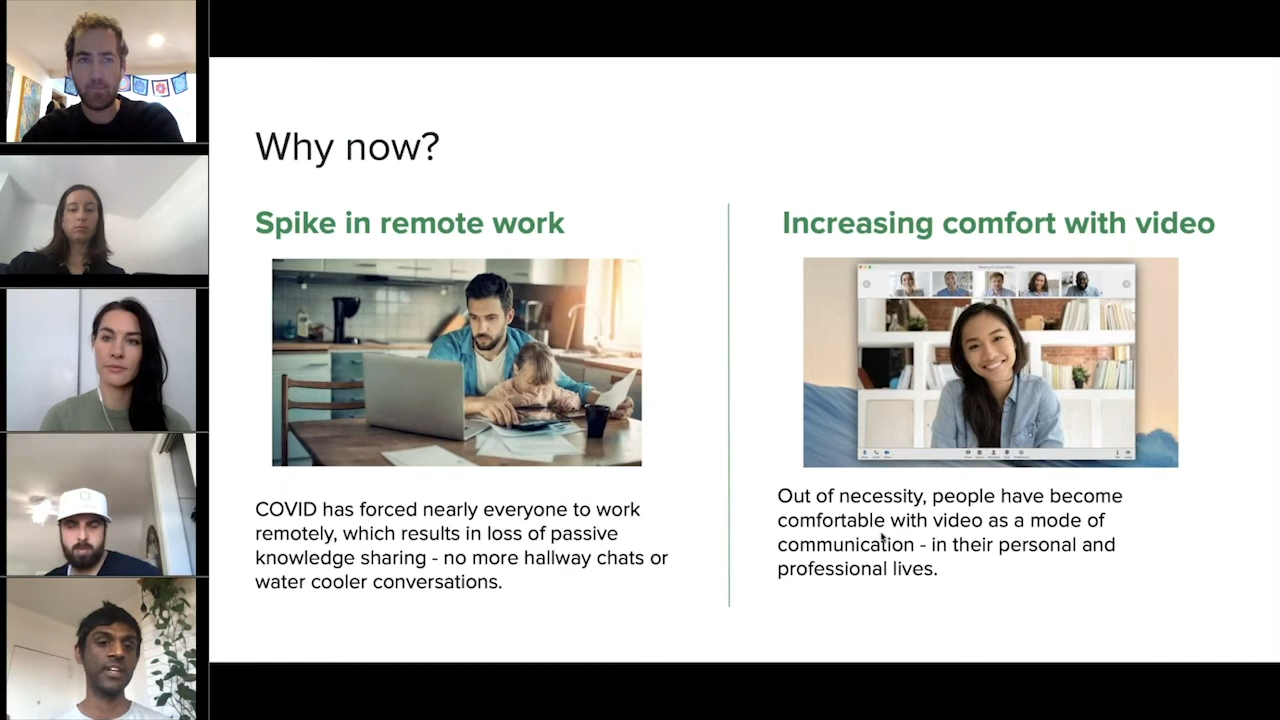 Why now?
Spike in remote work
COVID has forced nearly everyone to work
remotely, which results in loss of passive
knowledge sharing - no more hallway chats or
water cooler conversations.
Increasing comfort with video
Out of necessity, people have become
comfortable with video as a mode of
communication - in their personal and
professional lives.